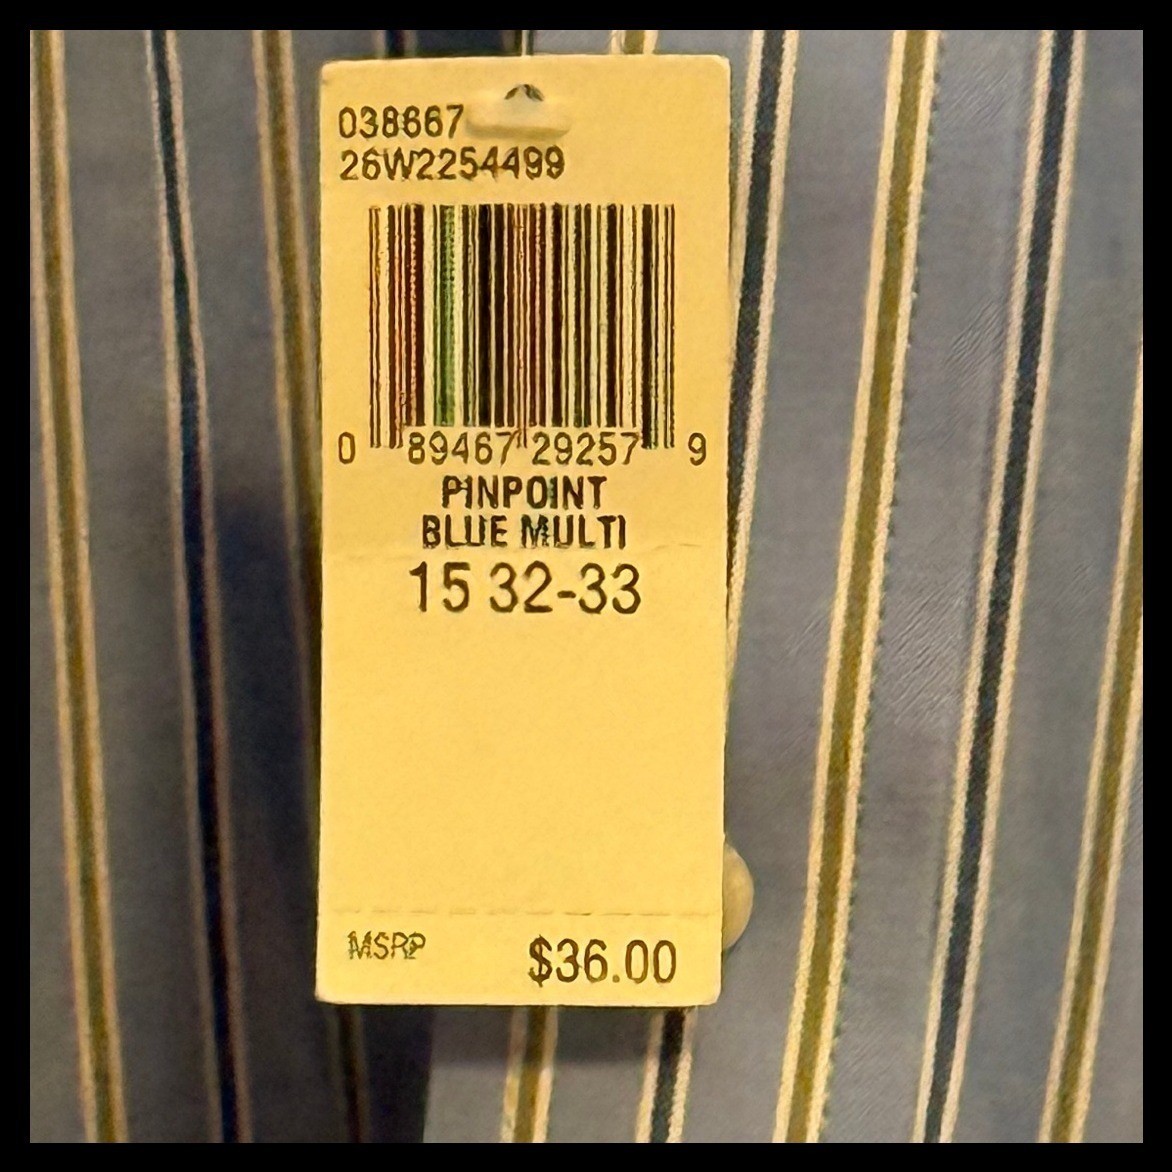 038667
26W2254499
0 89467 29257 9
PINPOINT
BLUE MULTI
15 32-33
MSRP $36.00